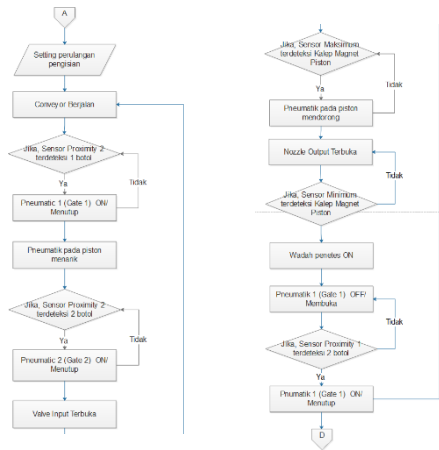 A
Setting perulangan
pengisian
Conveyor Berjalan
Jika, Sensor Proximity 2
terdeteksi 1 botol
Ya
Tidak
Pneumatic 1 (Gate 1) ON/
Menutup
Pneumatik pada piston
menarik
Jika, Sensor Proximity 2
terdeteksi 2 botol
Tidak
Ya
Pneumatic 2 (Gate 2) ON/
Menutup
Valve Input Terbuka
Jika, Sensor Maksimum
terdeteksi Kalep Magnet
Piston
Ya
Tidak
Pneumatik pada piston
mendorong
Nozzle Output Terbuka
Tidak
Jika, Sensor Minimum
terdeteksi Kalep Magnet
Piston
Wadah penetes ON
Pneumatik 1 (Gate 1) OFF/
Membuka
Tidak
Jika, Sensor Proximity 1
terdeteksi 2 botol
Ya
Pnumatik 1 (Gate 1) ON/
Menutup
D